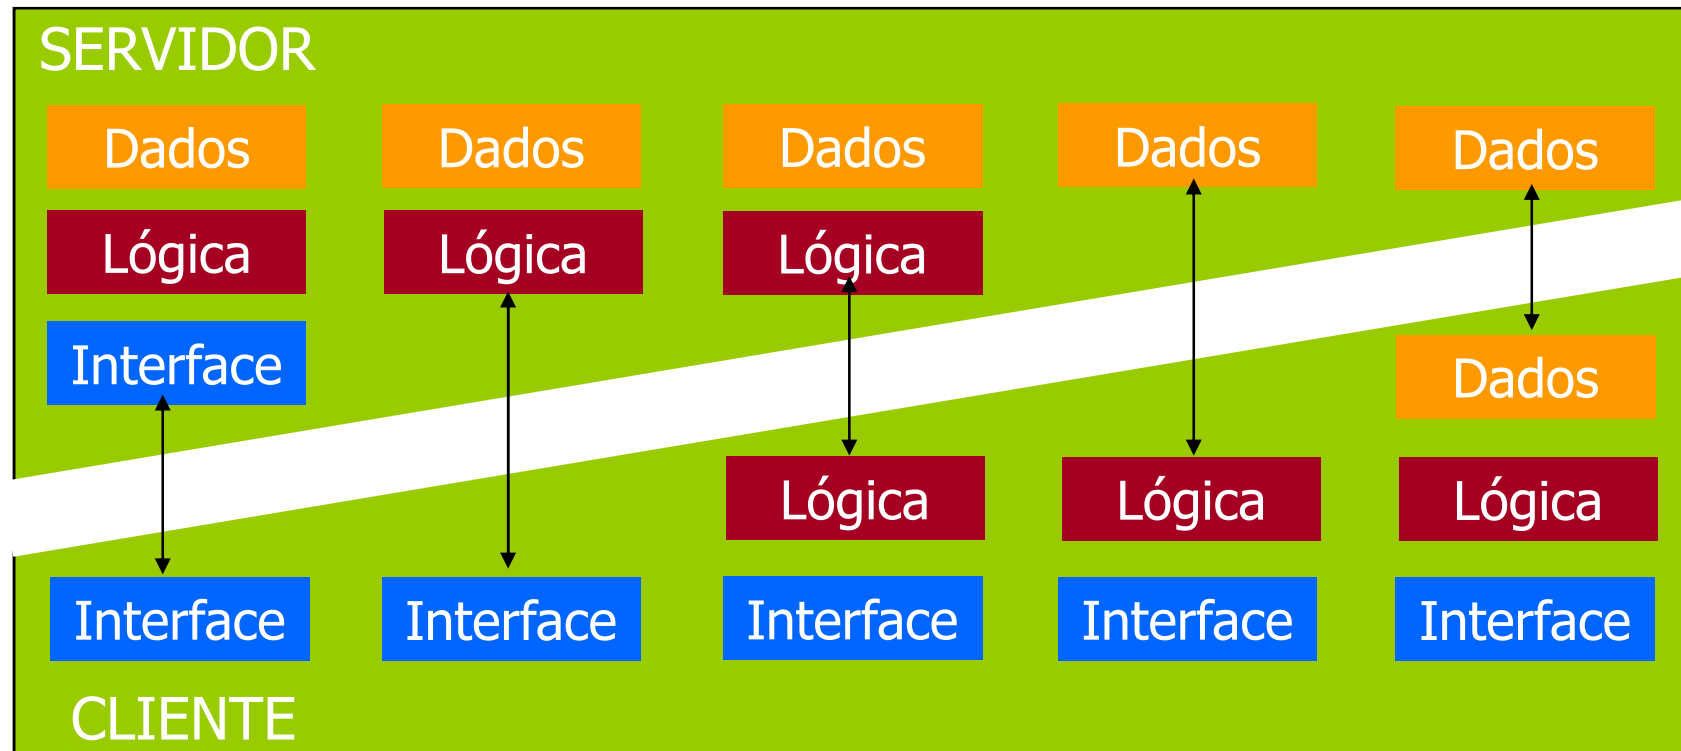 SERVIDOR
Dados Dados Dados Dados Dados
Lógica Lógica Lógica
Interface
Dados
Lógica Lógica Lógica
Interface Interface Interface Interface Interface
CLIENTE